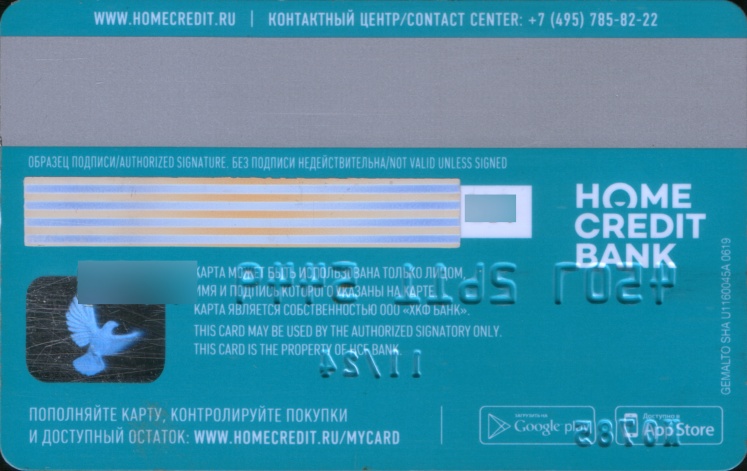 WWW.HOMECREDIT.RU | КОНТАКТНЫЙ ЦЕНТР/CONTACT CENTER: +7 (495) 785-82-22
ОБРАЗЕЦ ПОДПИСИ/AUTHORIZED SIGNATURE. БЕЗ ПОДПИСИ НЕДЕЙСТВИТЕЛЬНА/NOT VALID UNLESS SIGNED
HOME
CREDIT
BANK
КАРТА МОЖЕТ БЫТЬ ИСПОЛЬЗОВАНА ТОЛЬКО ЛИЦОМ,
ИМЯ И ПОДПИСЬ КОТОРОГО УКАЗАНЫ НА КАРТЕ.
КАРТА ЯВЛЯЕТСЯ СОБСТВЕННОСТЬЮ ООО «ХКФ БАНК».
THIS CARD MAY BE USED BY THE AUTHORIZED SIGNATORY ONLY.
THIS CARD IS THE PROPERTY OF HCF BANK.
GEMALTO SHA U1160045A 0619
ПОПОЛНЯЙТЕ КАРТУ, КОНТРОЛИРУЙТЕ ПОКУПКИ
И ДОСТУПНЫЙ ОСТАТОК: WWW.HOMECREDIT.RU/MYCARD
ЗАГРУЗИТЕ НА
Google play
Доступно в
App Store